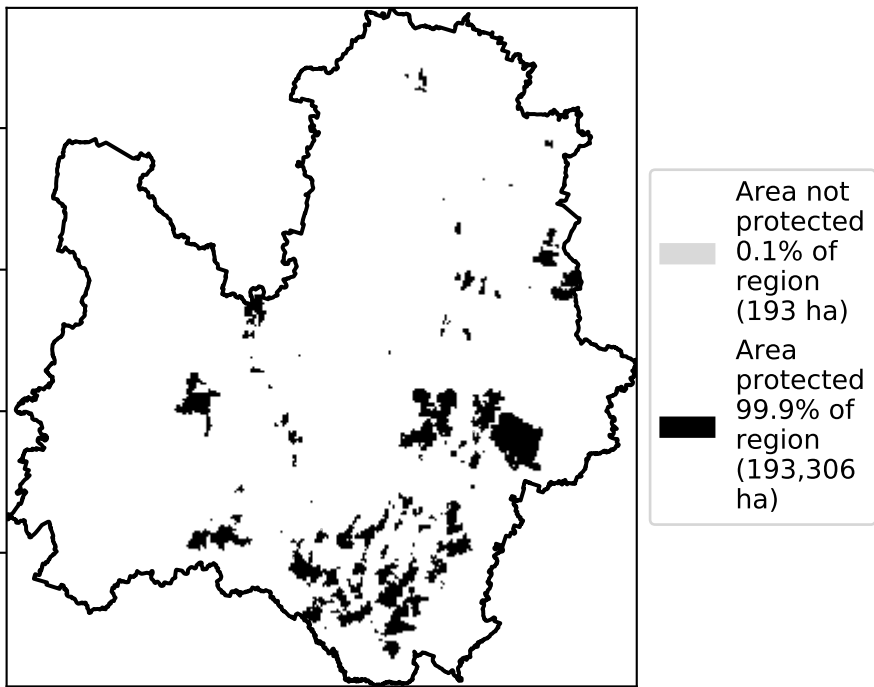 Area not
protected
0.1% of
region
(193 ha)
Area
protected
99.9% of
region
(193,306
ha)